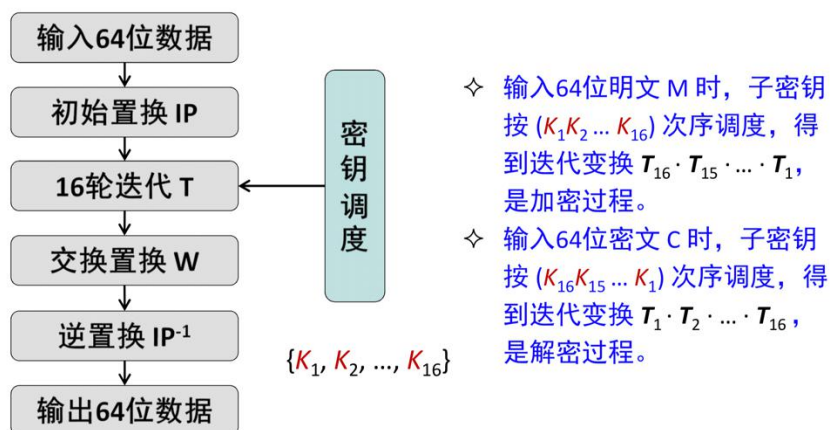 输入64位数据
初始置换 IP
16轮迭代 T
交换置换 W
逆置换 IP⁻¹
输出64位数据
密钥调度
{K₁, K₂, ..., K₁₆}
✧ 输入64位明文 M 时，子密钥
按 (K₁K₂ ... K₁₆) 次序调度，得
到迭代变换 T₁₆ · T₁₅ · ... · T₁，
是加密过程。
✧ 输入64位密文 C 时，子密钥
按 (K₁₆K₁₅ ... K₁) 次序调度，得
到迭代变换 T₁ · T₂ · ... · T₁₆，
是解密过程。